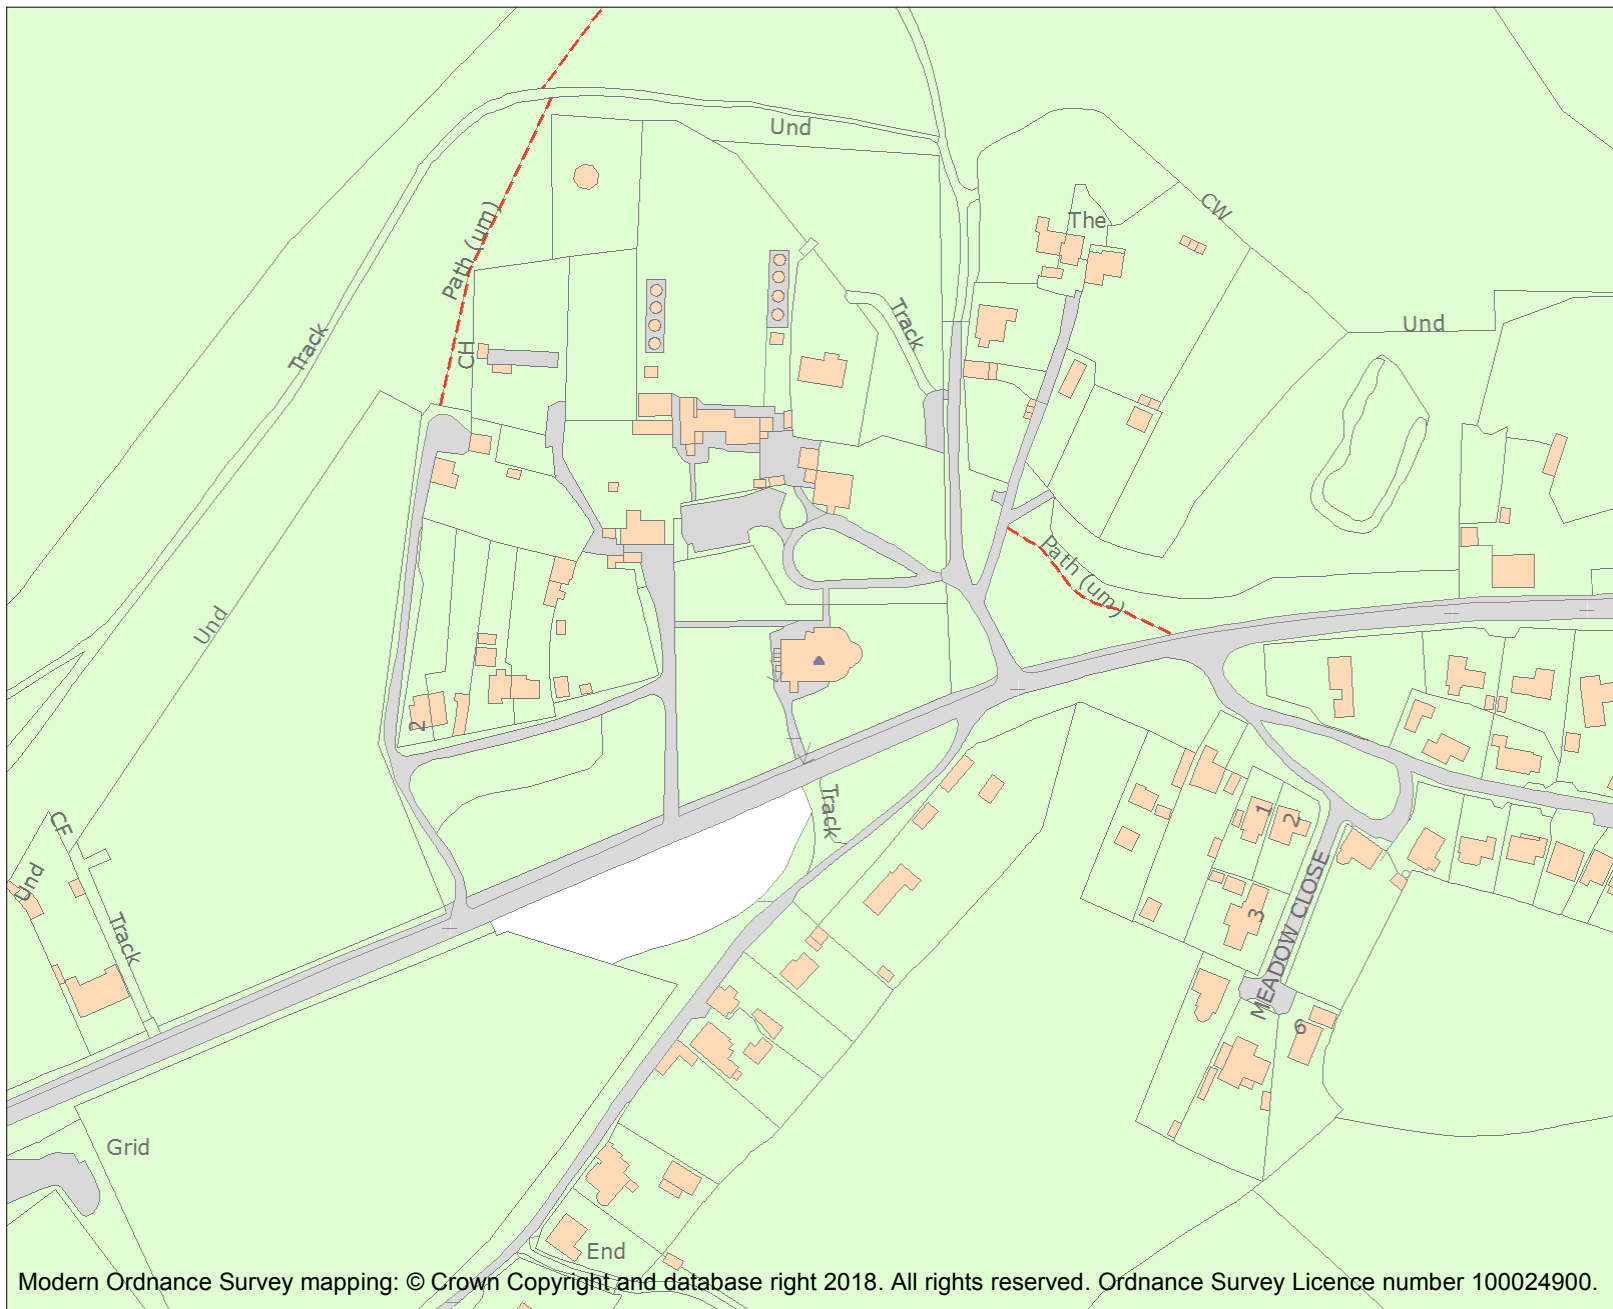 Und
CW
The
Path (um)
Track
Track
Und
CH
Path (um)
Und
2
Track
1
2
CF
Und
MEADOW CLOSE
3
Track
6
Grid
End
Modern Ordnance Survey mapping: © Crown Copyright and database right 2018. All rights reserved. Ordnance Survey Licence number 100024900.